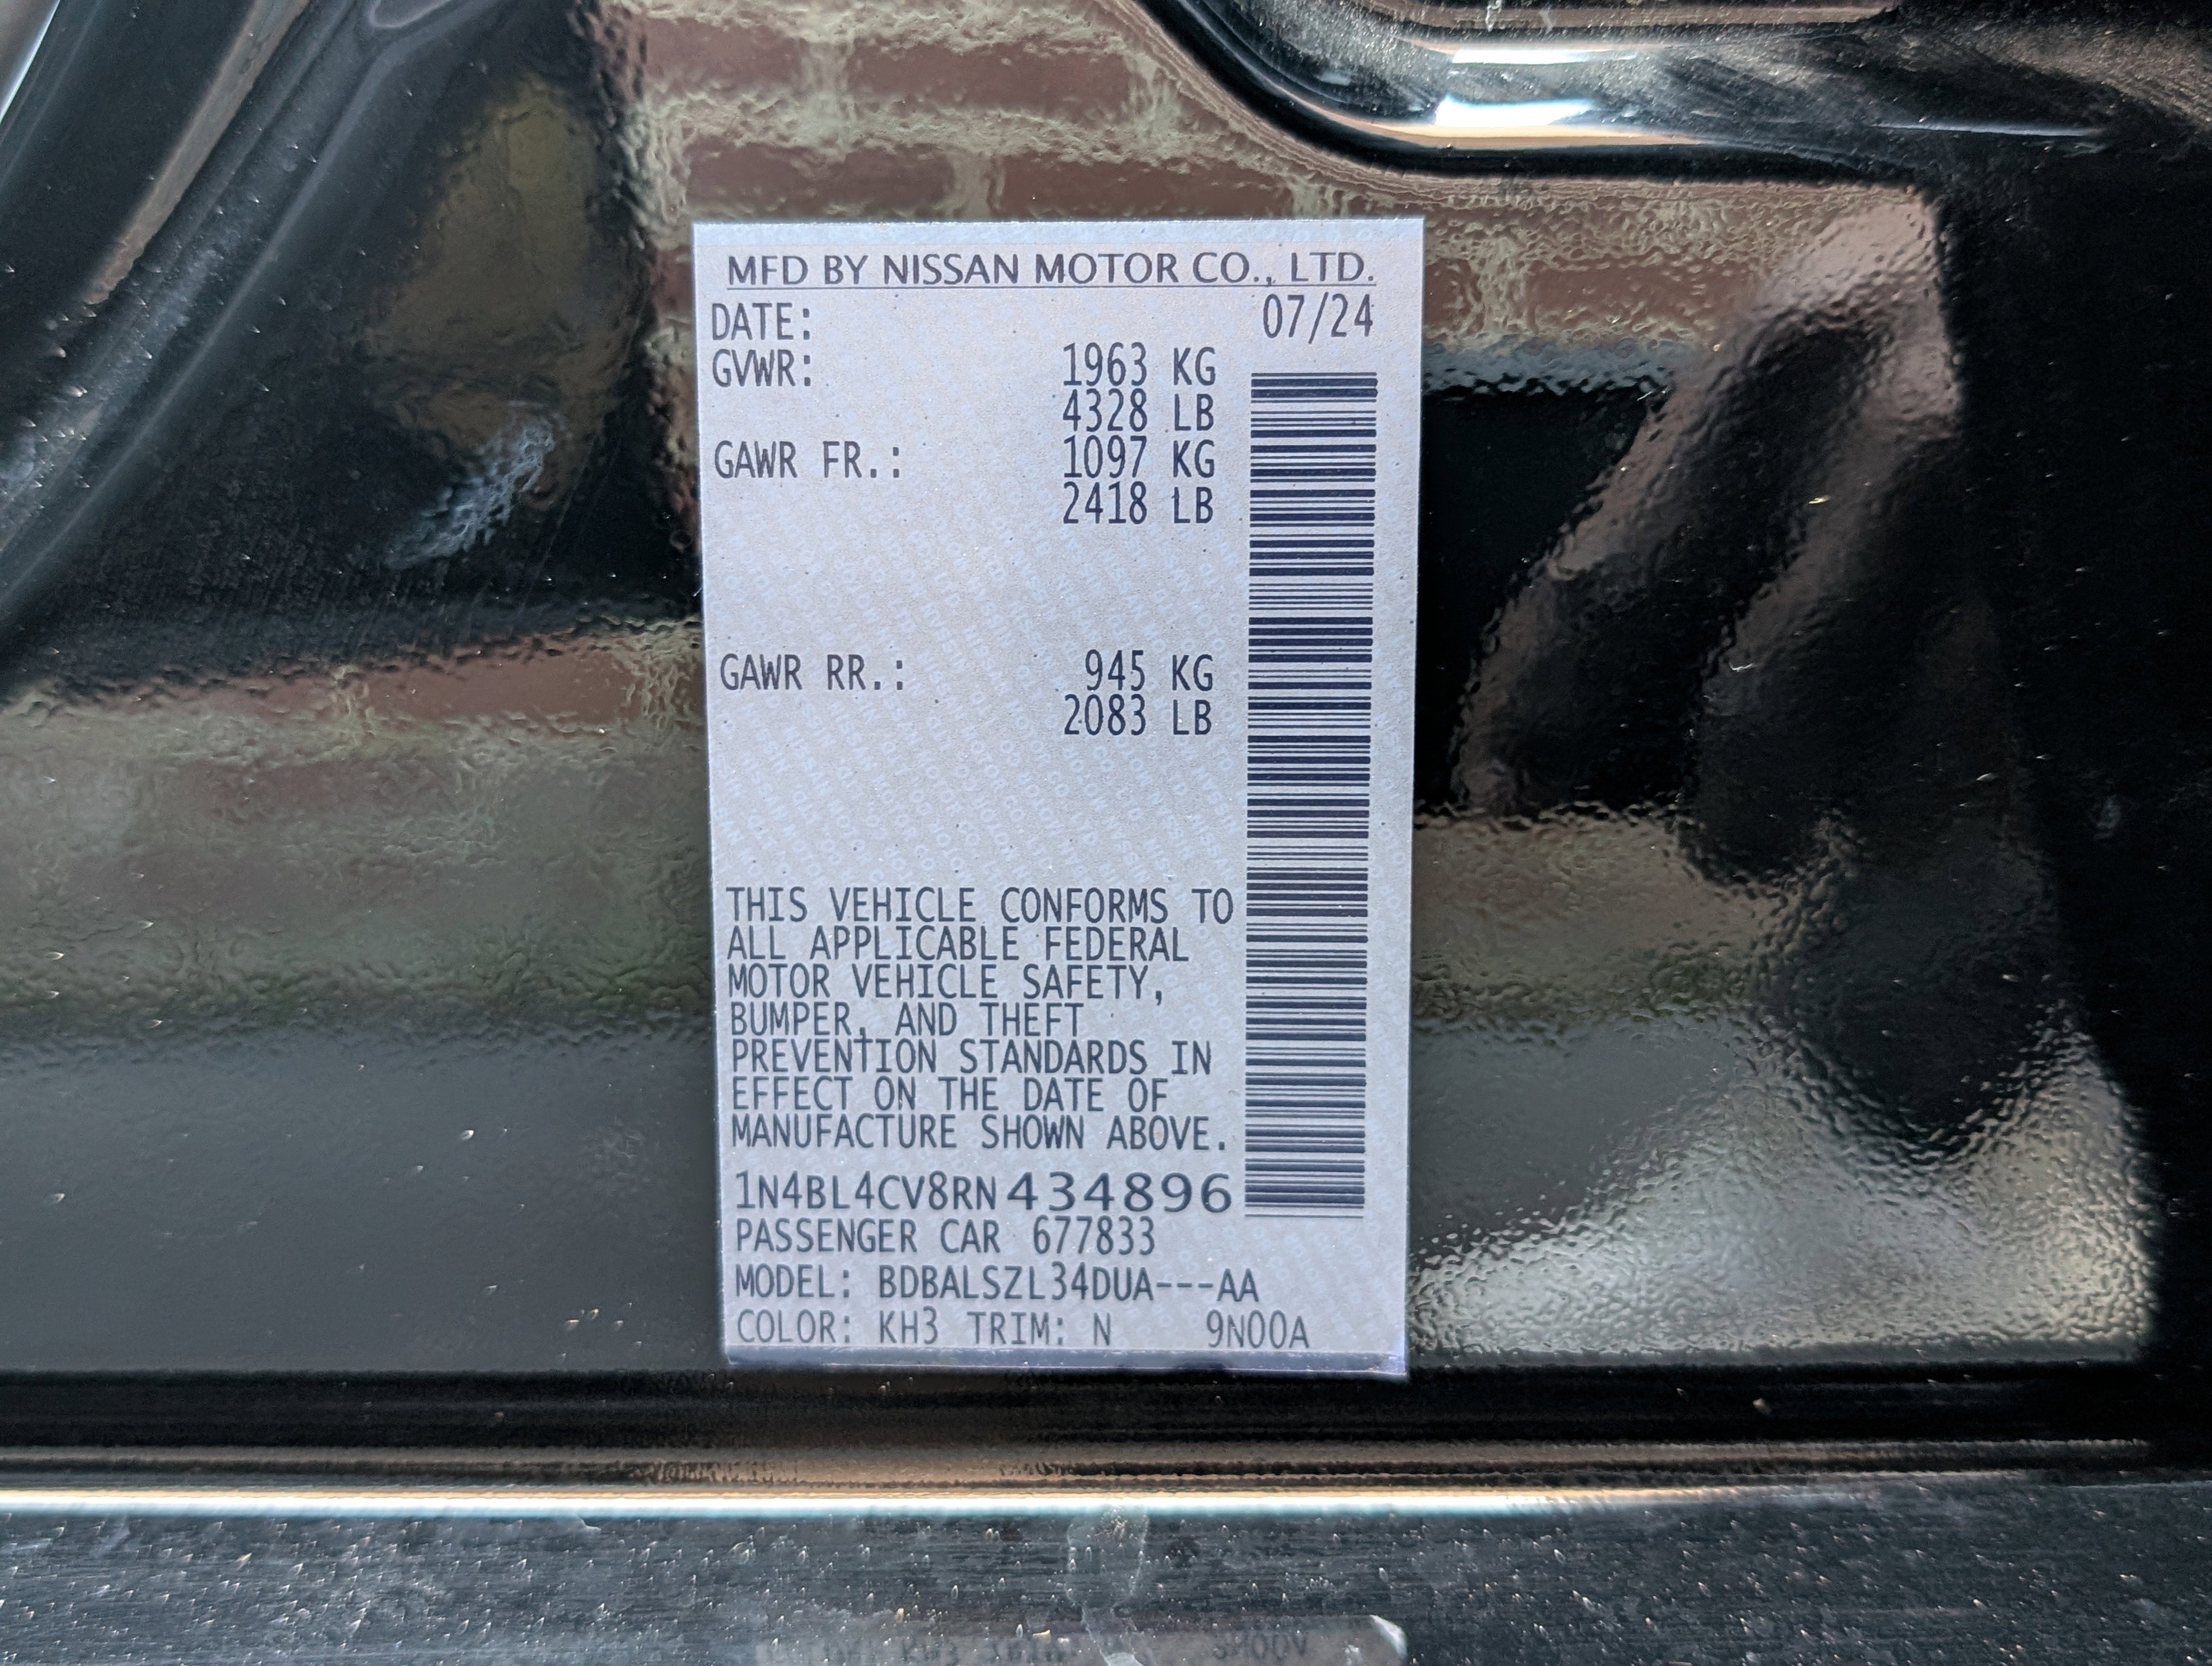 MFD BY NISSAN MOTOR CO., LTD.
DATE: 07/24
GVWR: 1963 KG
4328 LB
GAWR FR.: 1097 KG
2418 LB
GAWR RR.: 945 KG
2083 LB
THIS VEHICLE CONFORMS TO
ALL APPLICABLE FEDERAL
MOTOR VEHICLE SAFETY,
BUMPER, AND THEFT
PREVENTION STANDARDS IN
EFFECT ON THE DATE OF
MANUFACTURE SHOWN ABOVE.
1N4BL4CV8RN434896
PASSENGER CAR 677833
MODEL: BDBALSZL34DUA---AA
COLOR: KH3 TRIM: N 9N00A